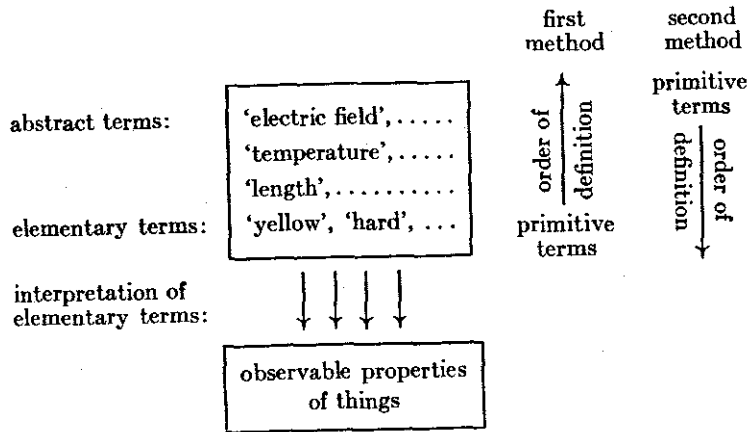 first
method
second
method
abstract terms:
‘electric field’, . . . . .
‘temperature’, . . . . .
‘length’, . . . . . . . . . .
elementary terms:
‘yellow’, ‘hard’, . . .
order of
definition
primitive
terms
primitive
terms
order of
definition
interpretation of
elementary terms:
observable properties
of things